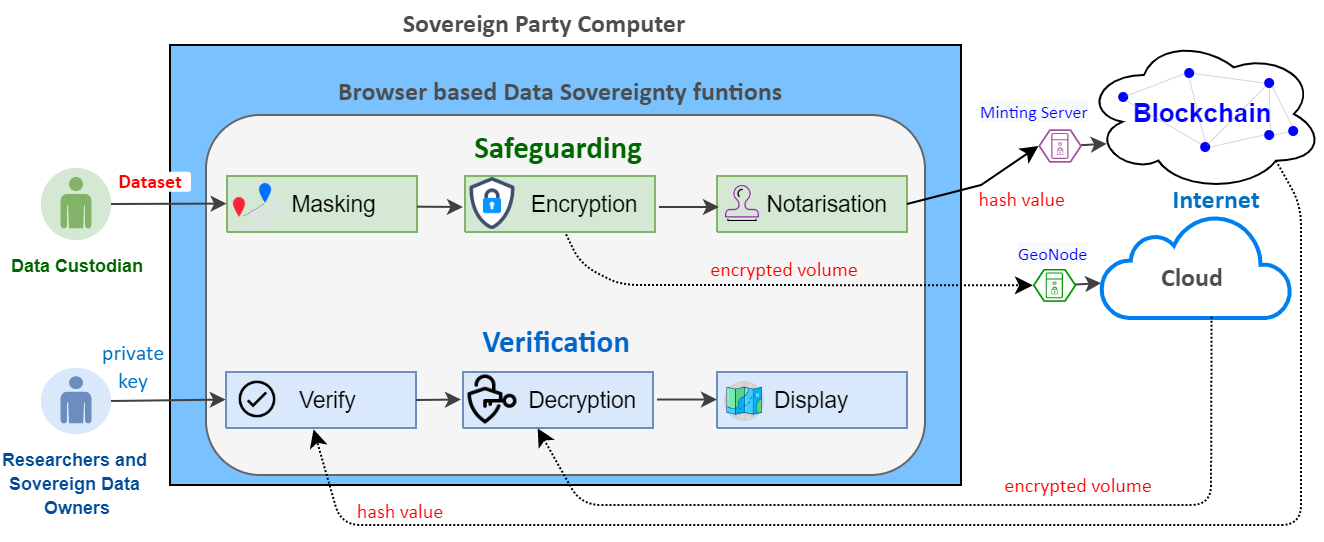 Sovereign Party Computer
Browser based Data Sovereignty funtions
Safeguarding
Dataset
Masking
Encryption
Notarisation
Data Custodian
hash value
Minting Server
Blockchain
Internet
encrypted volume
GeoNode
Cloud
Verification
private
key
Verify
Decryption
Display
Researchers and
Sovereign Data
Owners
encrypted volume
hash value